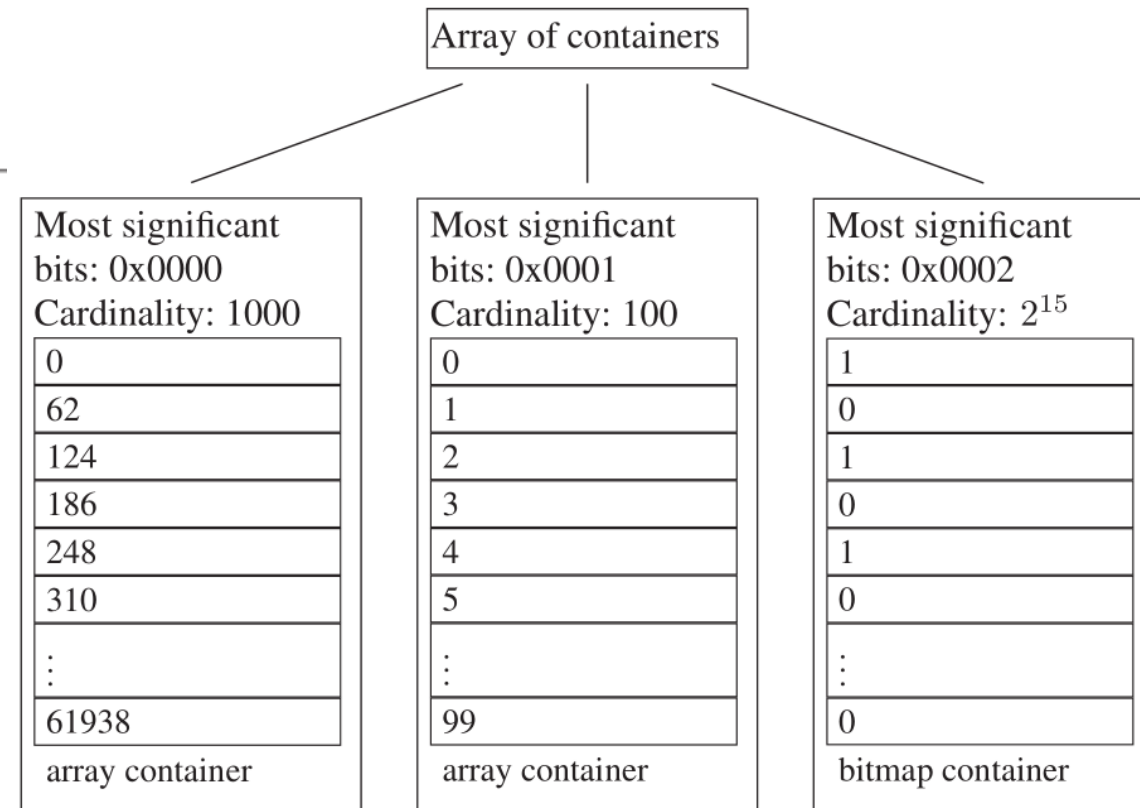 Array of containers
Most significant
bits: 0x0000
Cardinality: 1000
0
62
124
186
248
310
⋮
61938
array container
Most significant
bits: 0x0001
Cardinality: 100
0
1
2
3
4
5
⋮
99
array container
Most significant
bits: 0x0002
Cardinality: 2¹⁵
1
0
1
0
1
0
⋮
0
bitmap container